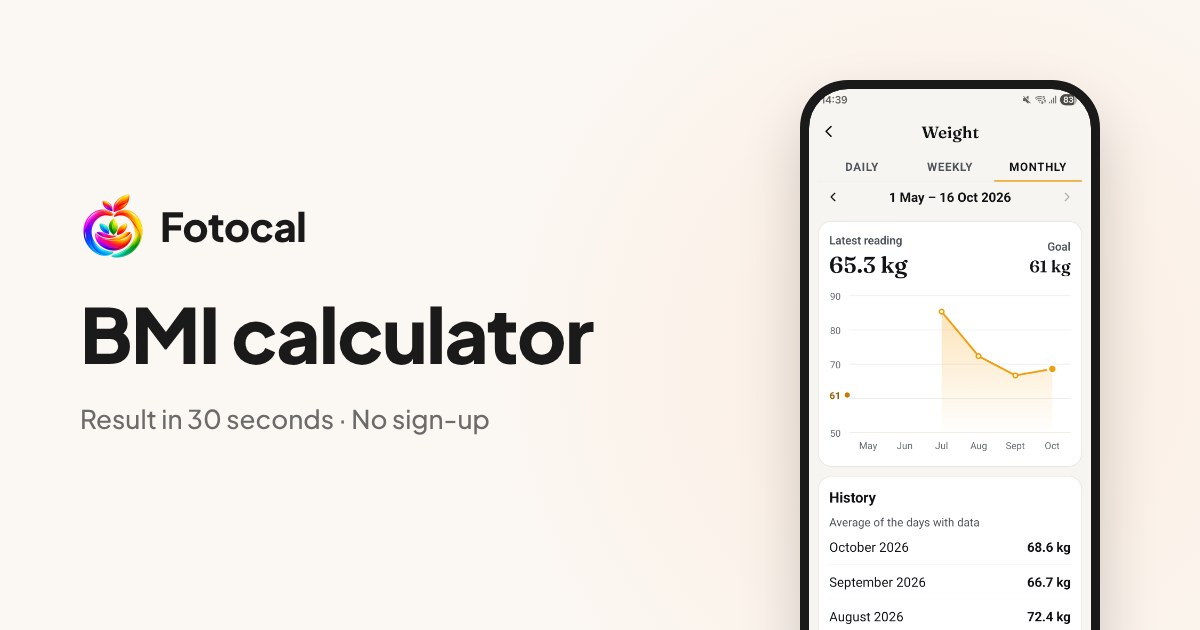 Fotocal
BMI calculator
Result in 30 seconds · No sign-up
14:39
83
Weight
DAILY WEEKLY MONTHLY
1 May – 16 Oct 2026
Latest reading
Goal
65.3 kg
61 kg
90
80
70
61
50
May Jun Jul Aug Sept Oct
History
Average of the days with data
October 2026 68.6 kg
September 2026 66.7 kg
August 2026 72.4 kg